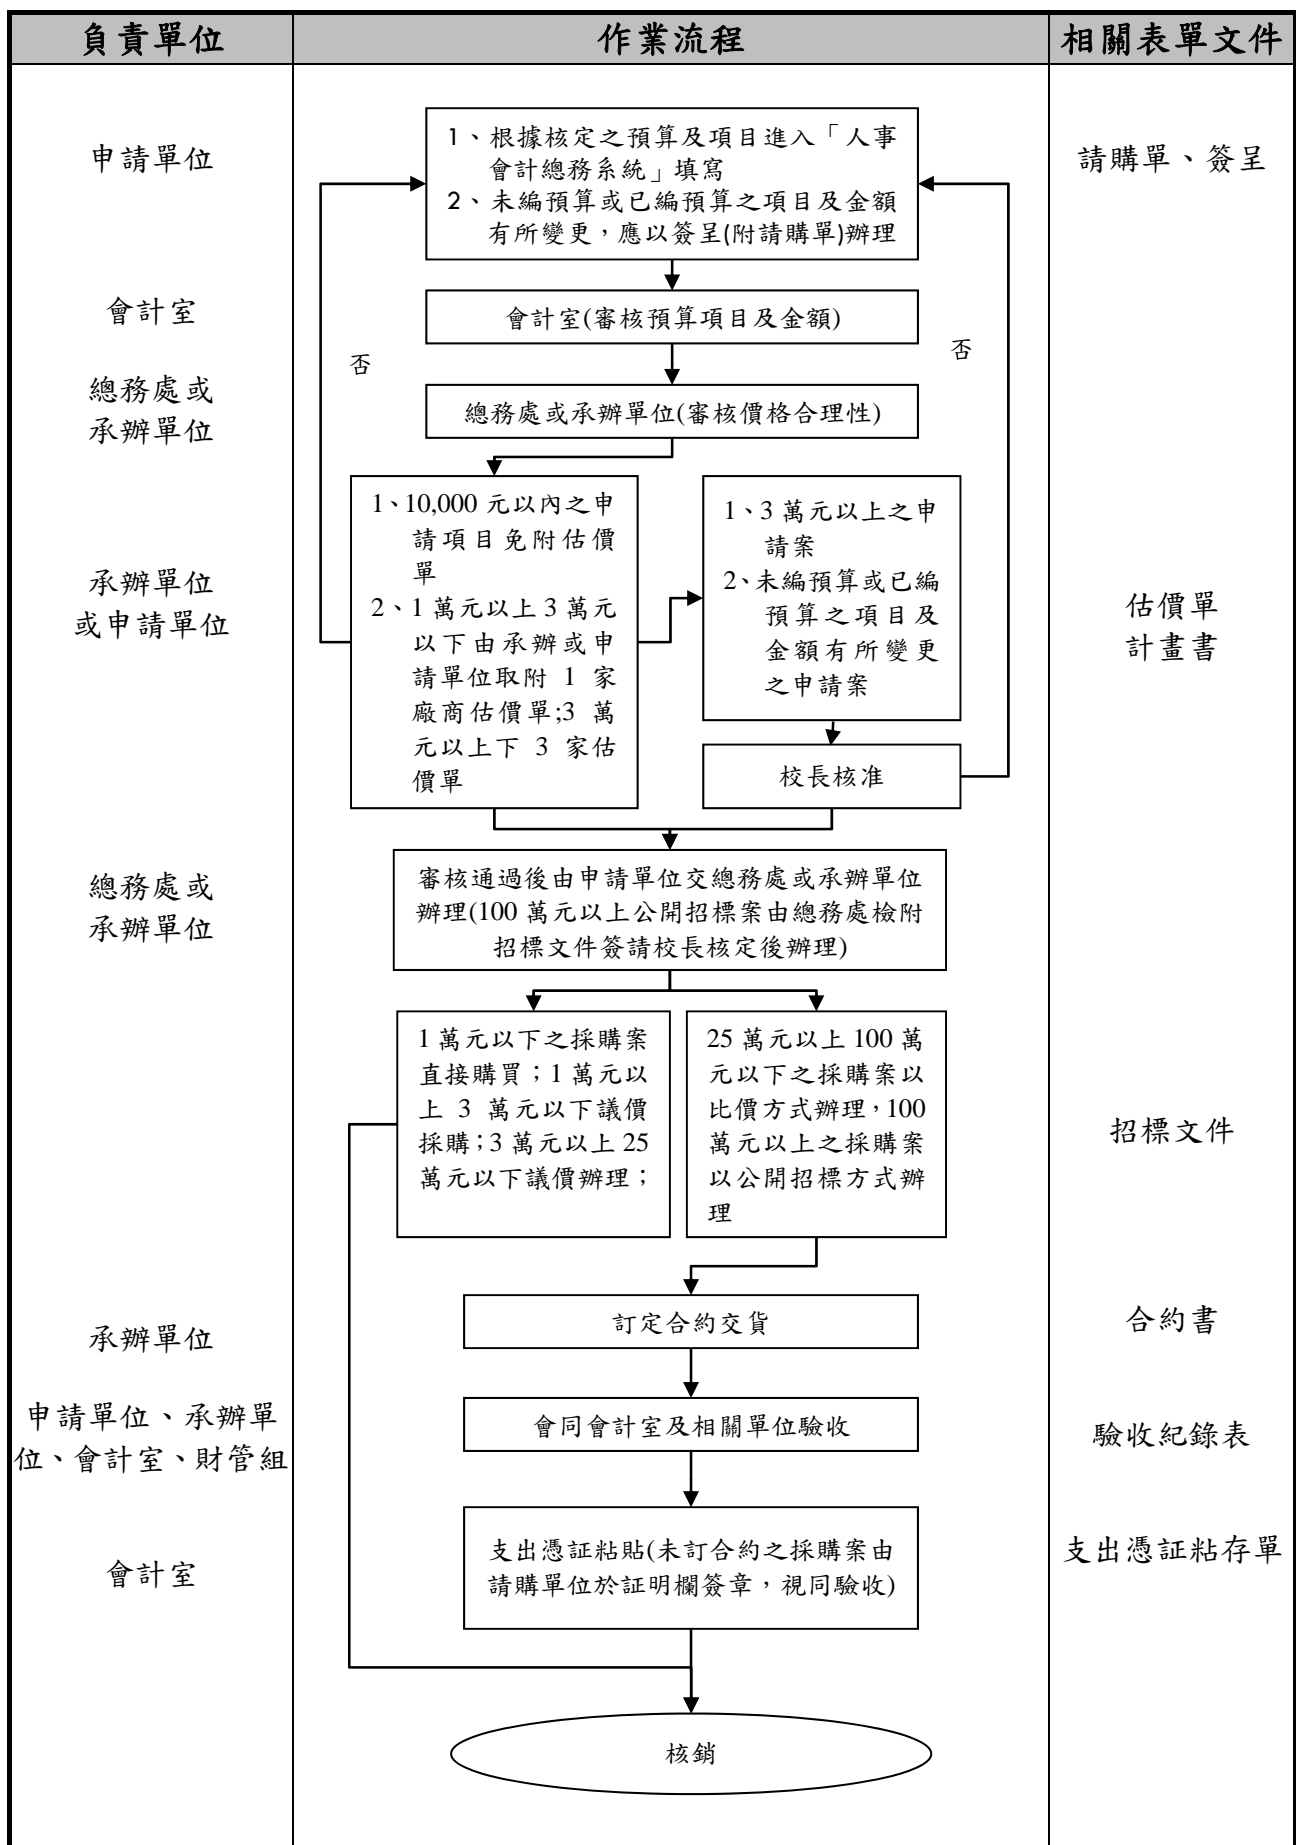 負責單位
作業流程
相關表單文件
申請單位
1、根據核定之預算及項目進入「人事
會計總務系統」填寫
2、未編預算或已編預算之項目及金額
有所變更，應以簽呈(附請購單)辦理
請購單、簽呈
會計室
會計室(審核預算項目及金額)
否
否
總務處或
承辦單位
總務處或承辦單位(審核價格合理性)
承辦單位
或申請單位
1、10,000 元以內之申
請項目免附估價
單
2、1 萬元以上 3 萬元
以下由承辦或申
請單位取附 1 家
廠商估價單;3 萬
元以上下 3 家估
價單
1、3 萬元以上之申
請案
2、未編預算或已編
預算之項目及
金額有所變更
之申請案
估價單
計畫書
校長核准
總務處或
承辦單位
審核通過後由申請單位交總務處或承辦單位
辦理(100 萬元以上公開招標案由總務處檢附
招標文件簽請校長核定後辦理)
1 萬元以下之採購案
直接購買；1 萬元以
上 3 萬元以下議價
採購；3 萬元以上 25
萬元以下議價辦理；
25 萬元以上 100 萬
元以下之採購案以
比價方式辦理，100
萬元以上之採購案
以公開招標方式辦
理
招標文件
承辦單位
訂定合約交貨
合約書
申請單位、承辦單
位、會計室、財管組
會同會計室及相關單位驗收
驗收紀錄表
會計室
支出憑証粘貼(未訂合約之採購案由
請購單位於証明欄簽章，視同驗收)
支出憑証粘存單
核銷